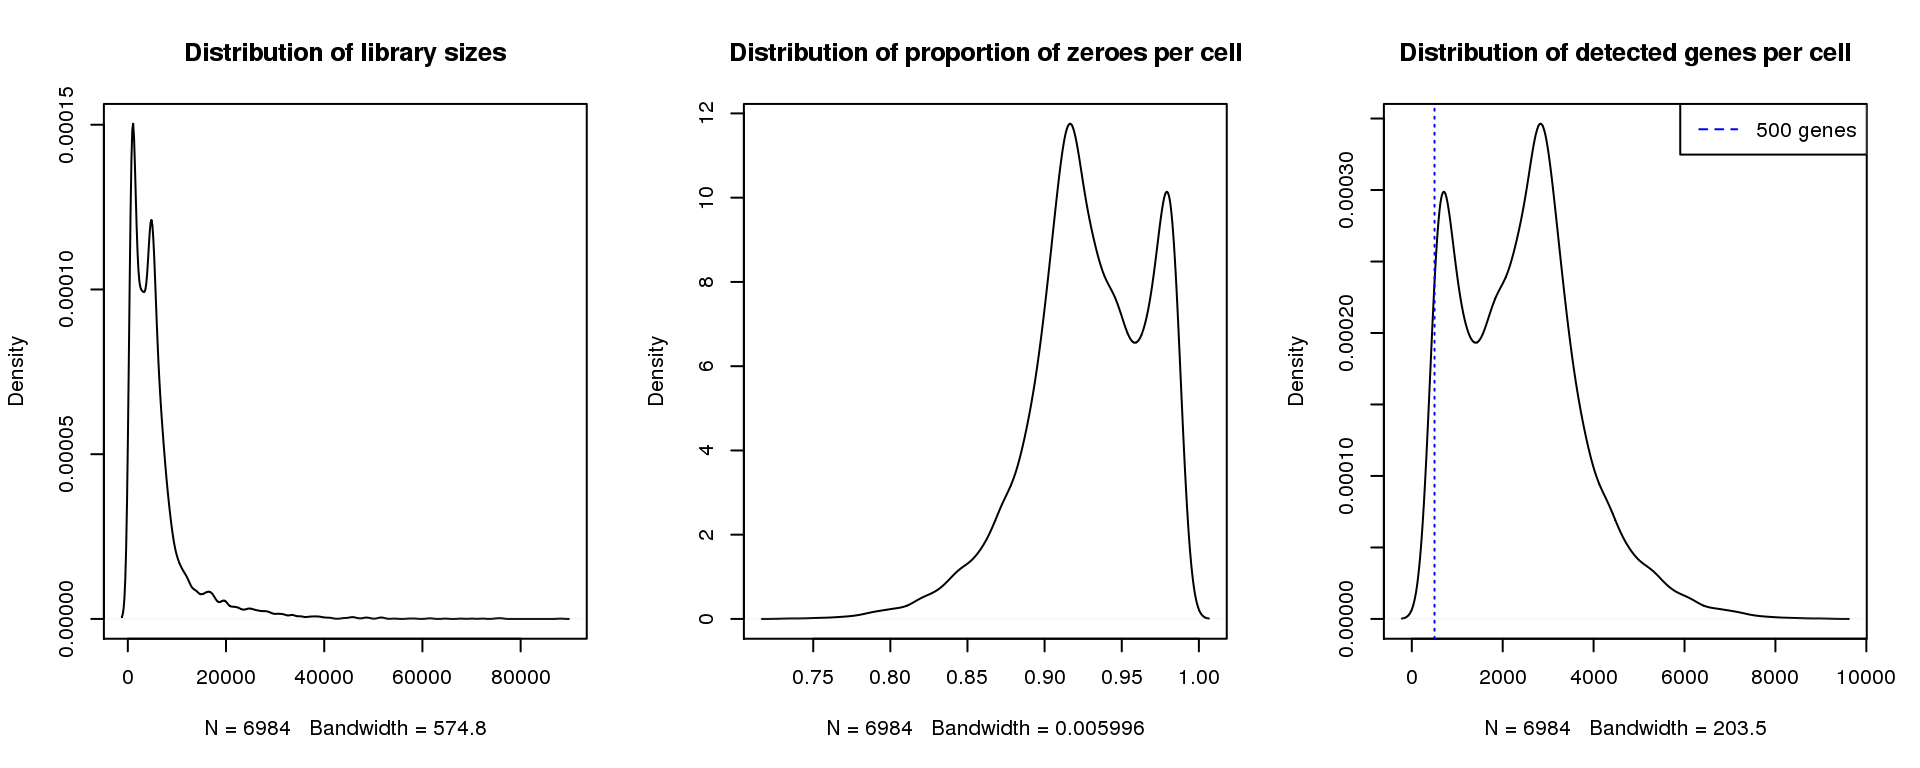 Distribution of library sizes
Density
0.00000
0.00005
0.00010
0.00015
0 20000 40000 60000 80000
N = 6984 Bandwidth = 574.8
Distribution of proportion of zeroes per cell
Density
0 2 4 6 8 10 12
0.75 0.80 0.85 0.90 0.95 1.00
N = 6984 Bandwidth = 0.005996
Distribution of detected genes per cell
500 genes
Density
0.00000
0.00010
0.00020
0.00030
0 2000 4000 6000 8000 10000
N = 6984 Bandwidth = 203.5